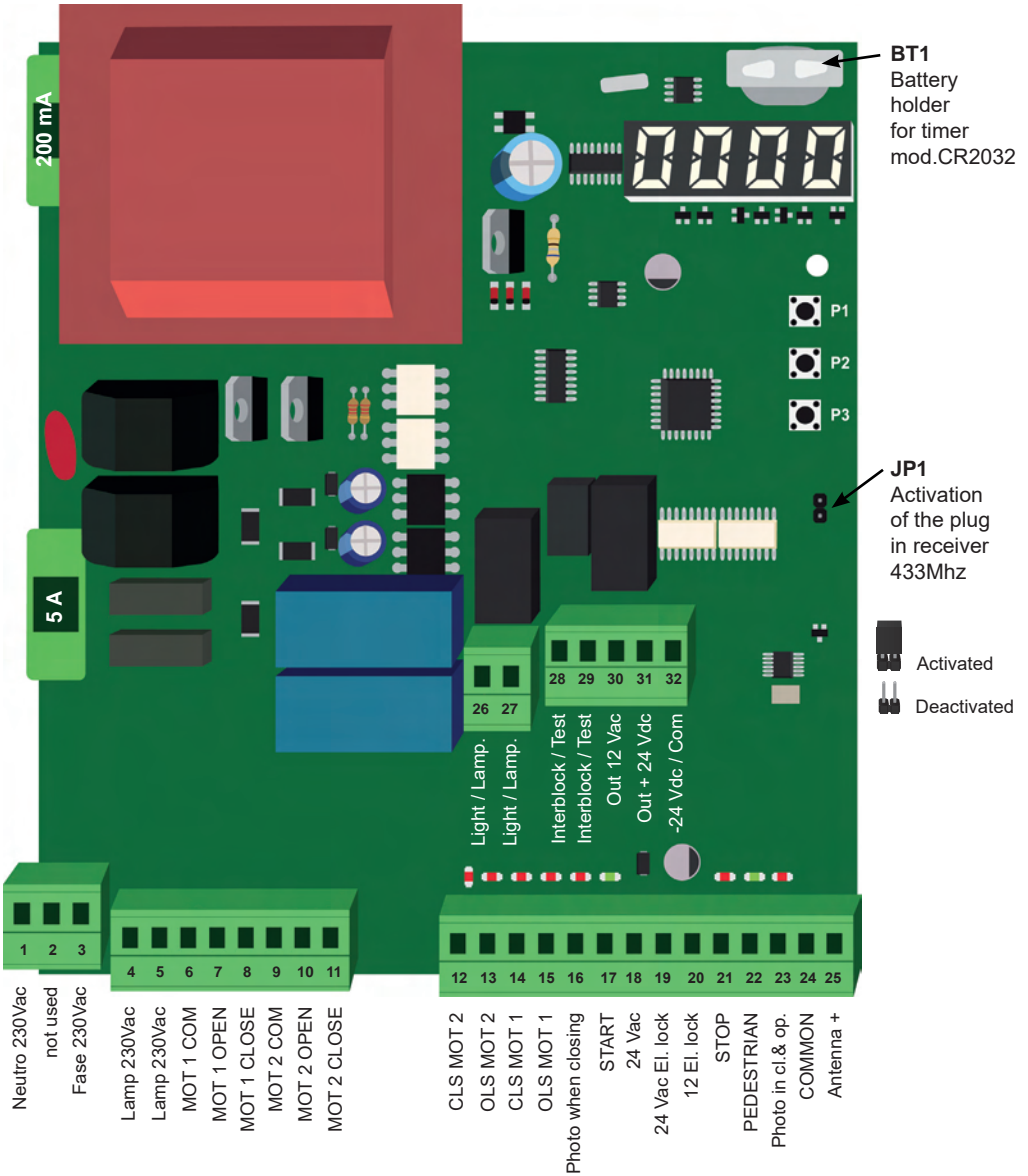 BT1
Battery
holder
for timer
mod.CR2032
200 mA
8888
P1
P2
P3
JP1
Activation
of the plug
in receiver
433Mhz
Activated
Deactivated
5 A
26 27
28 29 30 31 32
Light / Lamp.
Light / Lamp.
Interblock / Test
Interblock / Test
Out 12 Vac
Out + 24 Vdc
-24 Vdc / Com
1 2 3
4 5 6 7 8 9 10 11
12 13 14 15 16 17 18 19 20 21 22 23 24 25
Neutro 230Vac
not used
Fase 230Vac
Lamp 230Vac
Lamp 230Vac
MOT 1 COM
MOT 1 OPEN
MOT 1 CLOSE
MOT 2 COM
MOT 2 OPEN
MOT 2 CLOSE
CLS MOT 2
OLS MOT 2
CLS MOT 1
OLS MOT 1
Photo when closing
START
24 Vac
24 Vac El. lock
12 El. lock
STOP
PEDESTRIAN
Photo in cl.& op.
COMMON
Antenna +